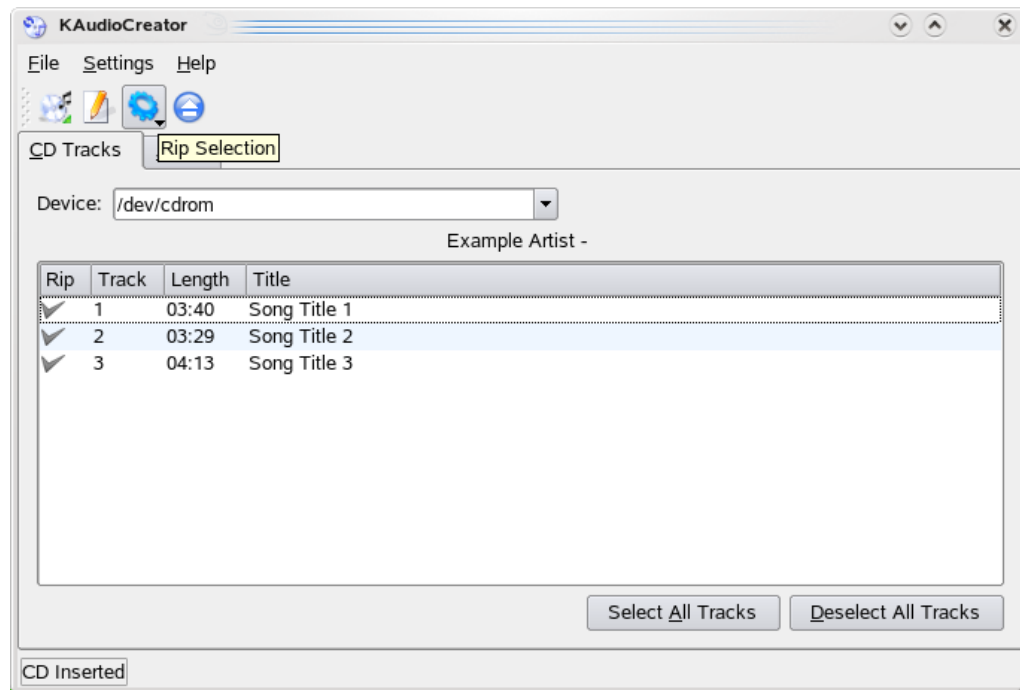 KAudioCreator
File Settings Help
CD Tracks
Rip Selection
Device: /dev/cdrom
Example Artist -
Rip Track Length Title
1 03:40 Song Title 1
2 03:29 Song Title 2
3 04:13 Song Title 3
Select All Tracks Deselect All Tracks
CD Inserted